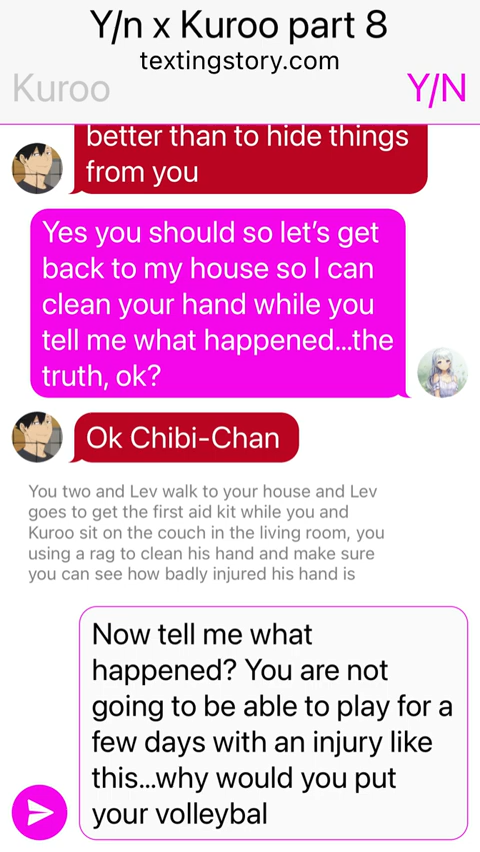 Y/n x Kuroo part 8
textingstory.com
Kuroo
Y/N
better than to hide things
from you
Yes you should so let’s get
back to my house so I can
clean your hand while you
tell me what happened...the
truth, ok?
Ok Chibi-Chan
You two and Lev walk to your house and Lev
goes to get the first aid kit while you and
Kuroo sit on the couch in the living room, you
using a rag to clean his hand and make sure
you can see how badly injured his hand is
Now tell me what
happened? You are not
going to be able to play for a
few days with an injury like
this...why would you put
your volleybal